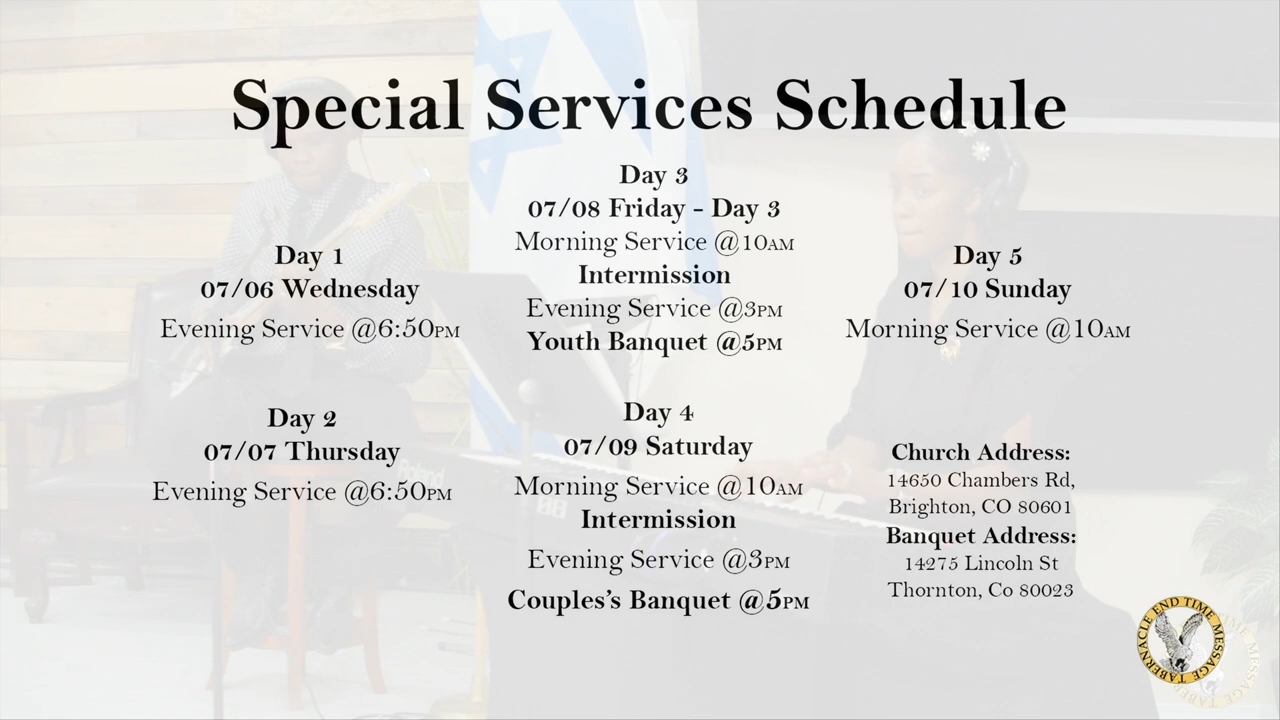 Special Services Schedule
Day 1
07/06 Wednesday
Evening Service @6:50PM
Day 2
07/07 Thursday
Evening Service @6:50PM
Day 3
07/08 Friday - Day 3
Morning Service @10AM
Intermission
Evening Service @3PM
Youth Banquet @5PM
Day 4
07/09 Saturday
Morning Service @10AM
Intermission
Evening Service @3PM
Couples's Banquet @5PM
Day 5
07/10 Sunday
Morning Service @10AM
Church Address:
14650 Chambers Rd,
Brighton, CO 80601
Banquet Address:
14275 Lincoln St
Thornton, Co 80023
END TIME MESSAGE TABERNACLE
Roland